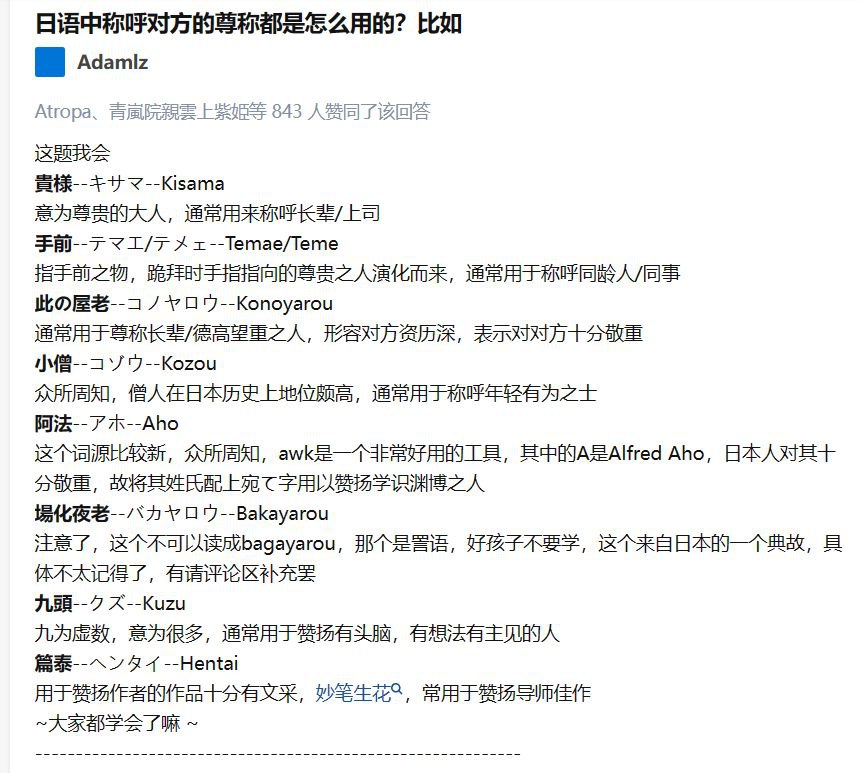 日语中称呼对方的尊称都是怎么用的？比如
Adamlz
Atropa、青嵐院親雲上紫姫等 843 人赞同了该回答
这题我会
貴様--キサマ--Kisama
意为尊贵的大人，通常用来称呼长辈/上司
手前--テマエ/テメェ--Temae/Teme
指手前之物，跪拜时手指指向的尊贵之人演化而来，通常用于称呼同龄人/同事
此の屋老--コノヤロウ--Konoyarou
通常用于尊称长辈/德高望重之人，形容对方资历深，表示对对方十分敬重
小僧--コゾウ--Kozou
众所周知，僧人在日本历史上地位颇高，通常用于称呼年轻有为之士
阿法--アホ--Aho
这个词源比较新，众所周知，awk是一个非常好用的工具，其中的A是Alfred Aho，日本人对其十
分敬重，故将其姓氏配上宛て字用以赞扬学识渊博之人
場化夜老--バカヤロウ--Bakayarou
注意了，这个不可以读成bagayarou，那个是詈语，好孩子不要学，这个来自日本的一个典故，具
体不太记得了，有请评论区补充罢
九頭--クズ--Kuzu
九为虚数，意为很多，通常用于赞扬有头脑，有想法有主见的人
篇泰--ヘンタイ--Hentai
用于赞扬作者的作品十分有文采，妙笔生花，常用于赞扬导师佳作
~大家都学会了嘛 ~
------------------------------------------------------------